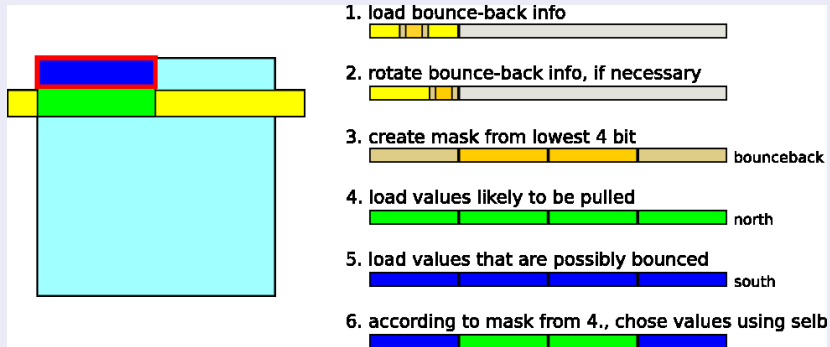 1. load bounce-back info
2. rotate bounce-back info, if necessary
3. create mask from lowest 4 bit
bounceback
4. load values likely to be pulled
north
5. load values that are possibly bounced
south
6. according to mask from 4., chose values using selb